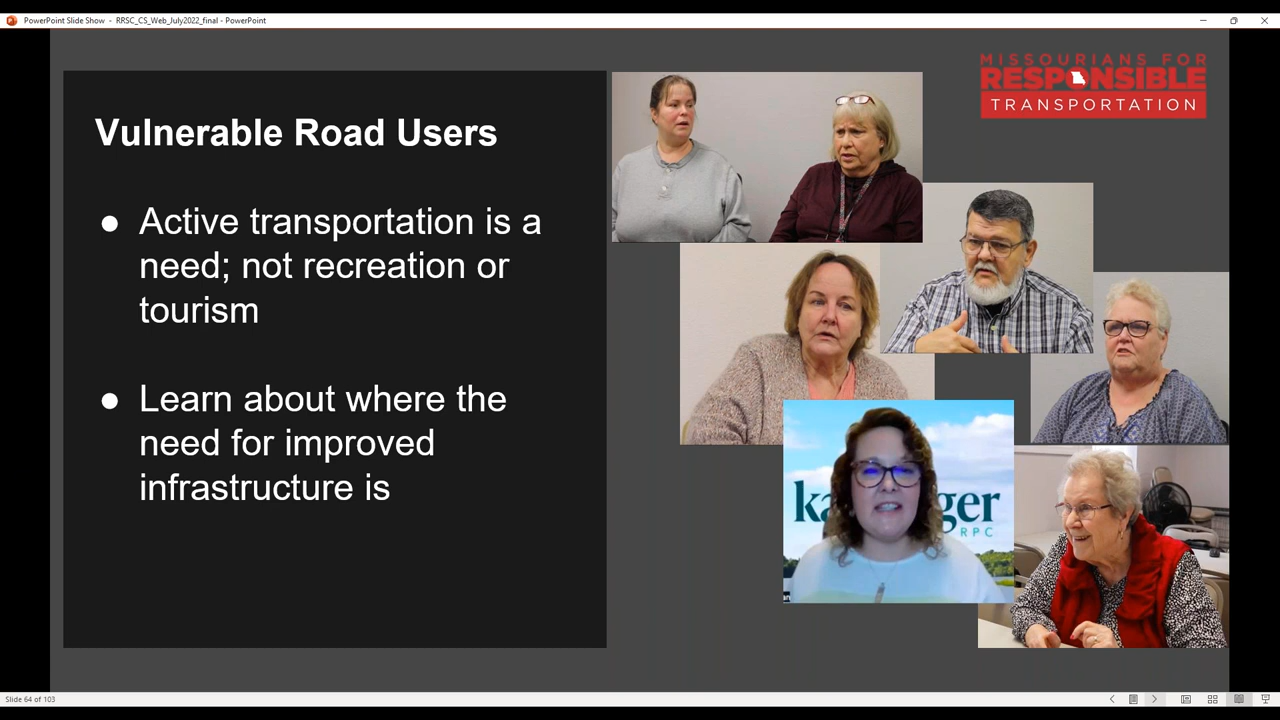 PowerPoint Slide Show - RRSC_CS_Web_July2022_final - PowerPoint
MISSOURIANS FOR
RESPONSIBLE
TRANSPORTATION
Vulnerable Road Users
● Active transportation is a
need; not recreation or
tourism
● Learn about where the
need for improved
infrastructure is
RPC
Slide 64 of 103